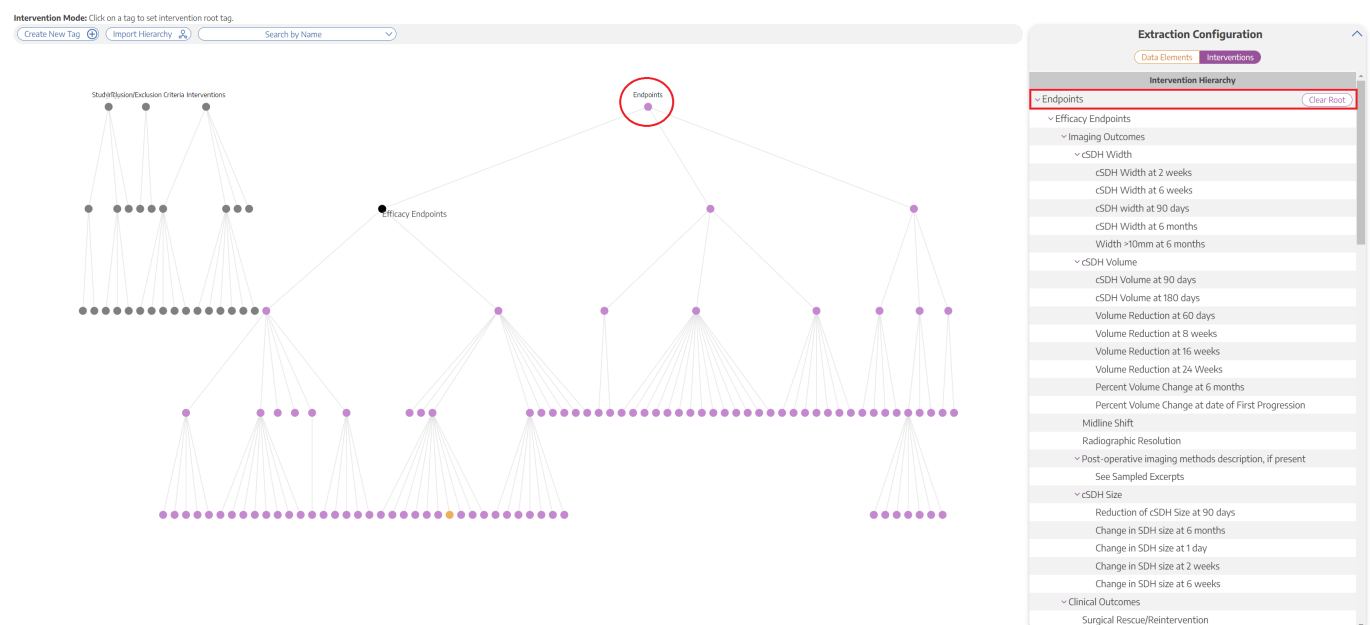 Intervention Mode: Click on a tag to set intervention root tag.
Create New Tag
Import Hierarchy
Search by Name
Inclusion/Exclusion Criteria
Interventions
Endpoints
Efficacy Endpoints
Extraction Configuration
Data Elements
Interventions
Intervention Hierarchy
Endpoints
Clear Root
Efficacy Endpoints
Imaging Outcomes
cSDH Width
cSDH Width at 2 weeks
cSDH Width at 6 weeks
cSDH width at 90 days
cSDH Width at 6 months
Width >10mm at 6 months
cSDH Volume
cSDH Volume at 90 days
cSDH Volume at 180 days
Volume Reduction at 60 days
Volume Reduction at 8 weeks
Volume Reduction at 16 weeks
Volume Reduction at 24 Weeks
Percent Volume Change at 6 months
Percent Volume Change at date of First Progression
Midline Shift
Radiographic Resolution
Post-operative imaging methods description, if present
See Sampled Excerpts
cSDH Size
Reduction of cSDH Size at 90 days
Change in SDH size at 6 months
Change in SDH size at 1 day
Change in SDH size at 2 weeks
Change in SDH size at 6 weeks
Clinical Outcomes
Surgical Rescue/Reintervention